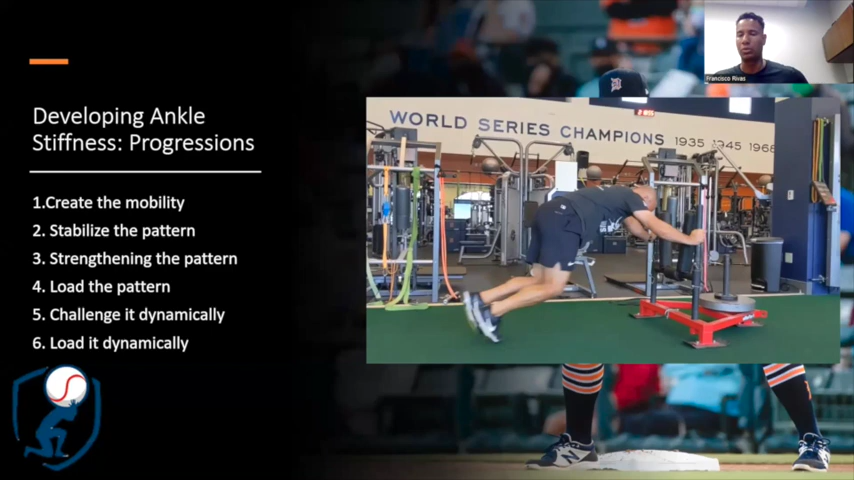 Francisco Rivas
Developing Ankle
Stiffness: Progressions
WORLD SERIES CHAMPIONS 1935 1945 1968
1.Create the mobility
2. Stabilize the pattern
3. Strengthening the pattern
4. Load the pattern
5. Challenge it dynamically
6. Load it dynamically